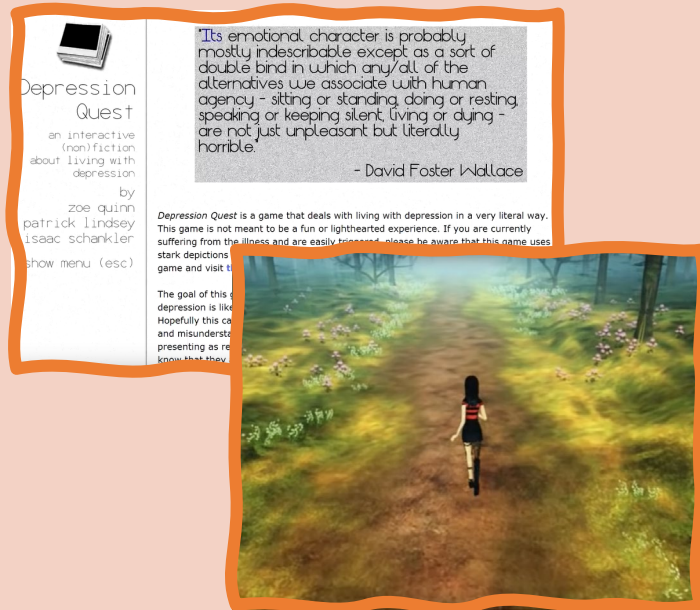 Depression
Quest
an interactive
(non)fiction
about living with
depression
by
zoe quinn
patrick lindsey
isaac schankler
show menu (esc)
"Its emotional character is probably
mostly indescribable except as a sort of
double bind in which any/all of the
alternatives we associate with human
agency - sitting or standing, doing or resting,
speaking or keeping silent, living or dying -
are not just unpleasant but literally
horrible."
- David Foster Wallace
Depression Quest is a game that deals with living with depression in a very literal way.
This game is not meant to be a fun or lighthearted experience. If you are currently
suffering from the illness and are easily triggered, please be aware that this game uses
stark depictions
game and visit
The goal of this
depression is like
Hopefully this
and
presenting as
know that they